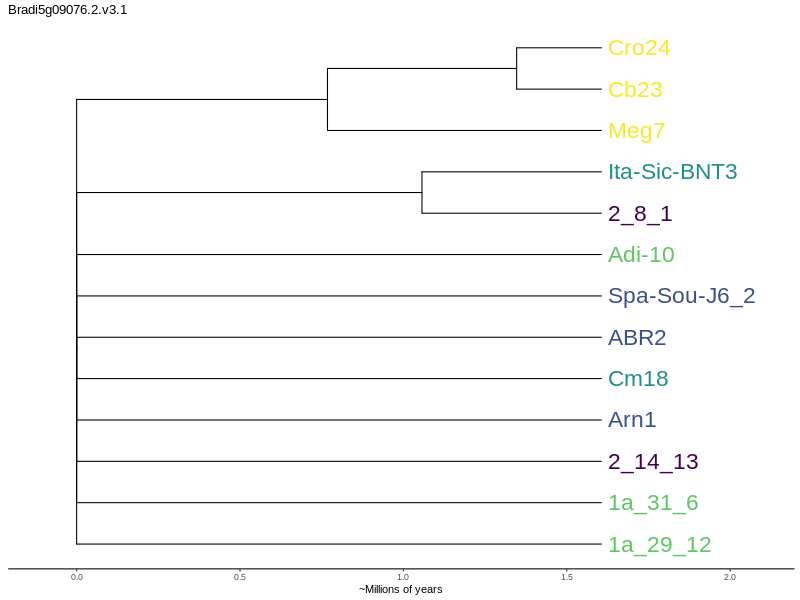 Bradi5g09076.2.v3.1
Cro24
Cb23
Meg7
Ita-Sic-BNT3
2_8_1
Adi-10
Spa-Sou-J6_2
ABR2
Cm18
Arn1
2_14_13
1a_31_6
1a_29_12
0.0 0.5 1.0 1.5 2.0
~Millions of years